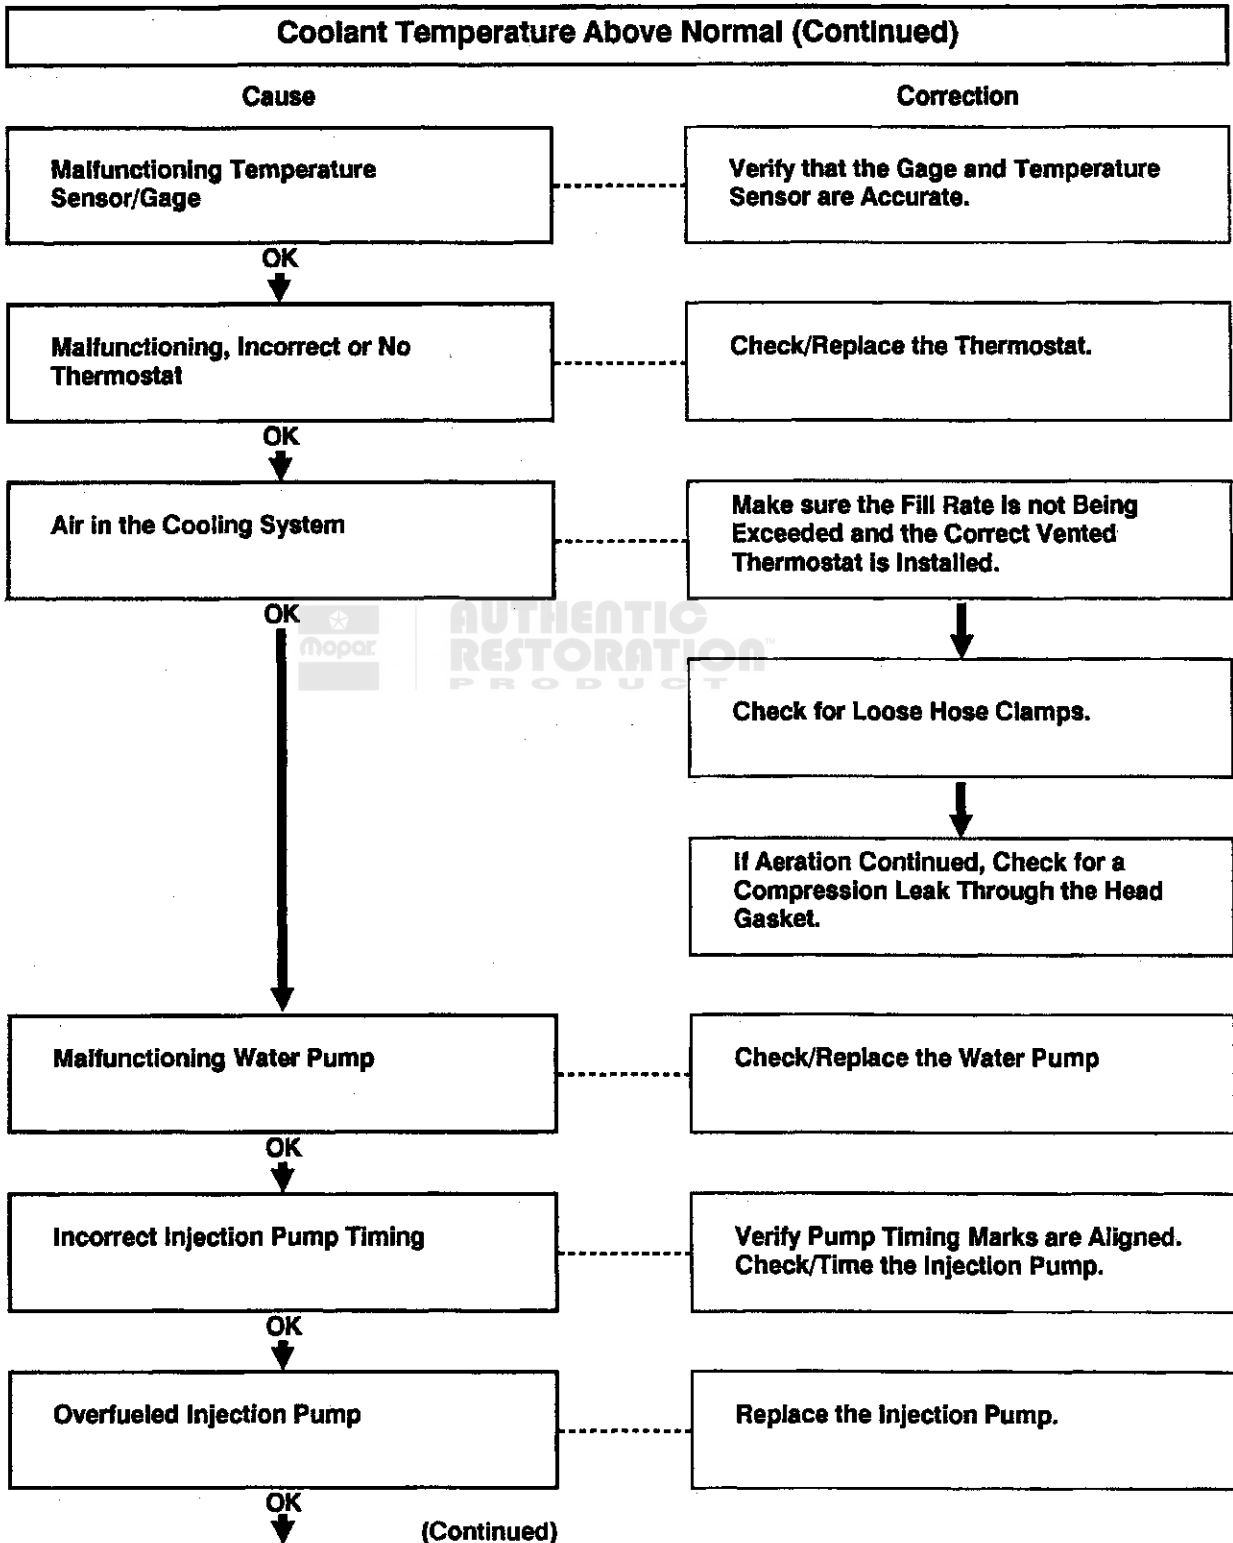 Coolant Temperature Above Normal (Continued)
Cause
Correction
Malfunctioning Temperature
Sensor/Gage
Verify that the Gage and Temperature
Sensor are Accurate.
OK
Malfunctioning, Incorrect or No
Thermostat
Check/Replace the Thermostat.
OK
Air in the Cooling System
Make sure the Fill Rate is not Being
Exceeded and the Correct Vented
Thermostat is Installed.
OK
Mopar
AUTHENTIC
RESTORATION™
PRODUCT
Check for Loose Hose Clamps.
If Aeration Continued, Check for a
Compression Leak Through the Head
Gasket.
Malfunctioning Water Pump
Check/Replace the Water Pump
OK
Incorrect Injection Pump Timing
Verify Pump Timing Marks are Aligned.
Check/Time the Injection Pump.
OK
Overfueled Injection Pump
Replace the Injection Pump.
OK
(Continued)